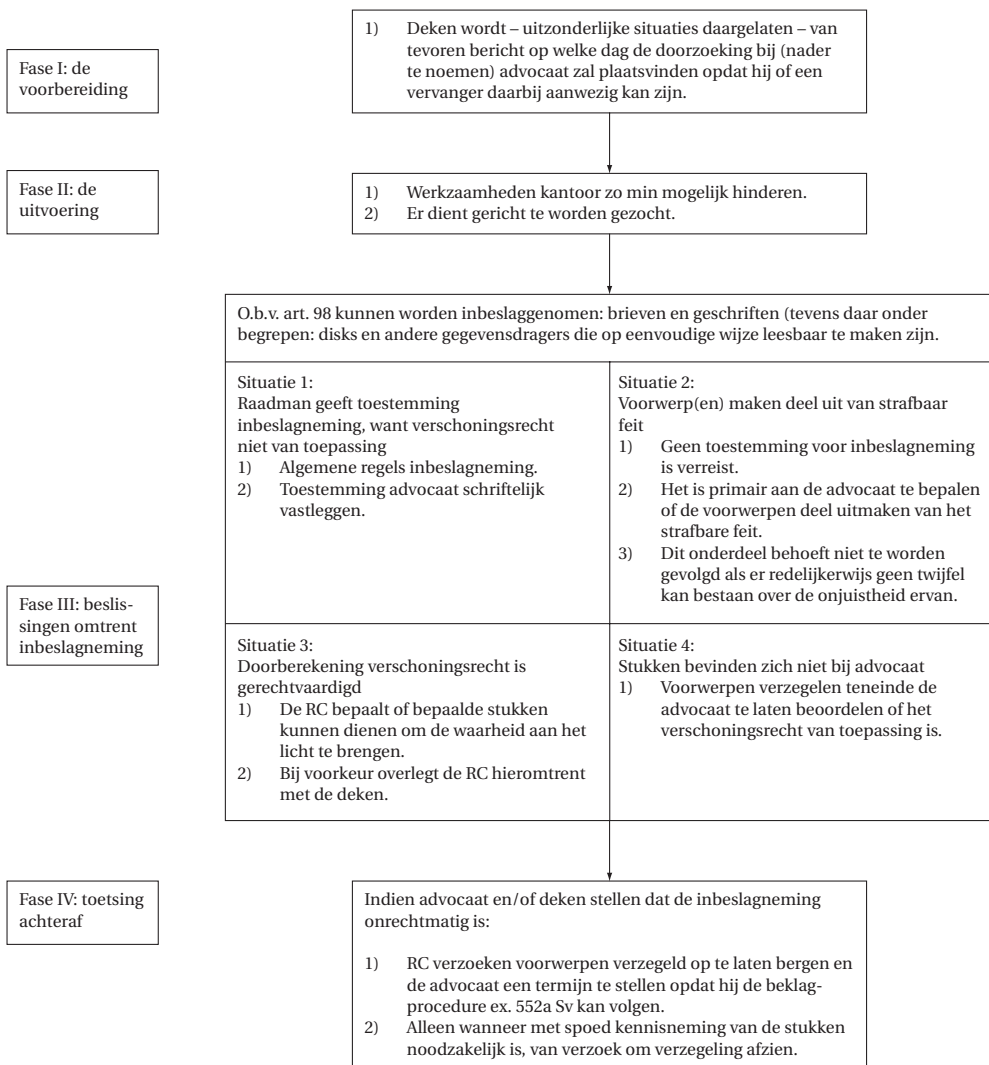 Fase I: de
voorbereiding
1) Deken wordt – uitzonderlijke situaties daargelaten – van
tevoren bericht op welke dag de doorzoeking bij (nader
te noemen) advocaat zal plaatsvinden opdat hij of een
vervanger daarbij aanwezig kan zijn.
Fase II: de
uitvoering
1) Werkzaamheden kantoor zo min mogelijk hinderen.
2) Er dient gericht te worden gezocht.
Fase III: beslis-
singen omtrent
inbeslagneming
O.b.v. art. 98 kunnen worden inbeslaggenomen: brieven en geschriften (tevens daar onder
begrepen: disks en andere gegevensdragers die op eenvoudige wijze leesbaar te maken zijn.
Situatie 1:
Raadman geeft toestemming
inbeslagneming, want verschoningsrecht
niet van toepassing
1) Algemene regels inbeslagneming.
2) Toestemming advocaat schriftelijk
vastleggen.
Situatie 2:
Voorwerp(en) maken deel uit van strafbaar
feit
1) Geen toestemming voor inbeslagneming
is verreist.
2) Het is primair aan de advocaat te bepalen
of de voorwerpen deel uitmaken van het
strafbare feit.
3) Dit onderdeel behoeft niet te worden
gevolgd als er redelijkerwijs geen twijfel
kan bestaan over de onjuistheid ervan.
Situatie 3:
Doorberekening verschoningsrecht is
gerechtvaardigd
1) De RC bepaalt of bepaalde stukken
kunnen dienen om de waarheid aan het
licht te brengen.
2) Bij voorkeur overlegt de RC hieromtrent
met de deken.
Situatie 4:
Stukken bevinden zich niet bij advocaat
1) Voorwerpen verzegelen teneinde de
advocaat te laten beoordelen of het
verschoningsrecht van toepassing is.
Fase IV: toetsing
achteraf
Indien advocaat en/of deken stellen dat de inbeslagneming
onrechtmatig is:
1) RC verzoeken voorwerpen verzegeld op te laten bergen en
de advocaat een termijn te stellen opdat hij de beklag-
procedure ex. 552a Sv kan volgen.
2) Alleen wanneer met spoed kennisneming van de stukken
noodzakelijk is, van verzoek om verzegeling afzien.